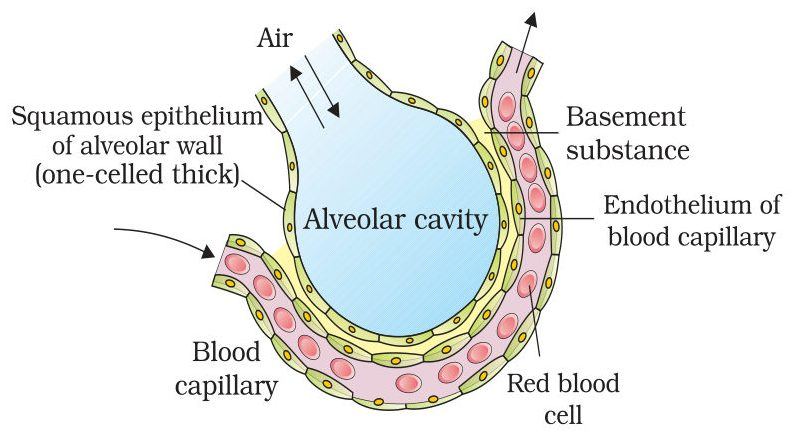 Air
Squamous epithelium
of alveolar wall
(one-celled thick)
Basement
substance
Alveolar cavity
Endothelium of
blood capillary
Blood
capillary
Red blood
cell